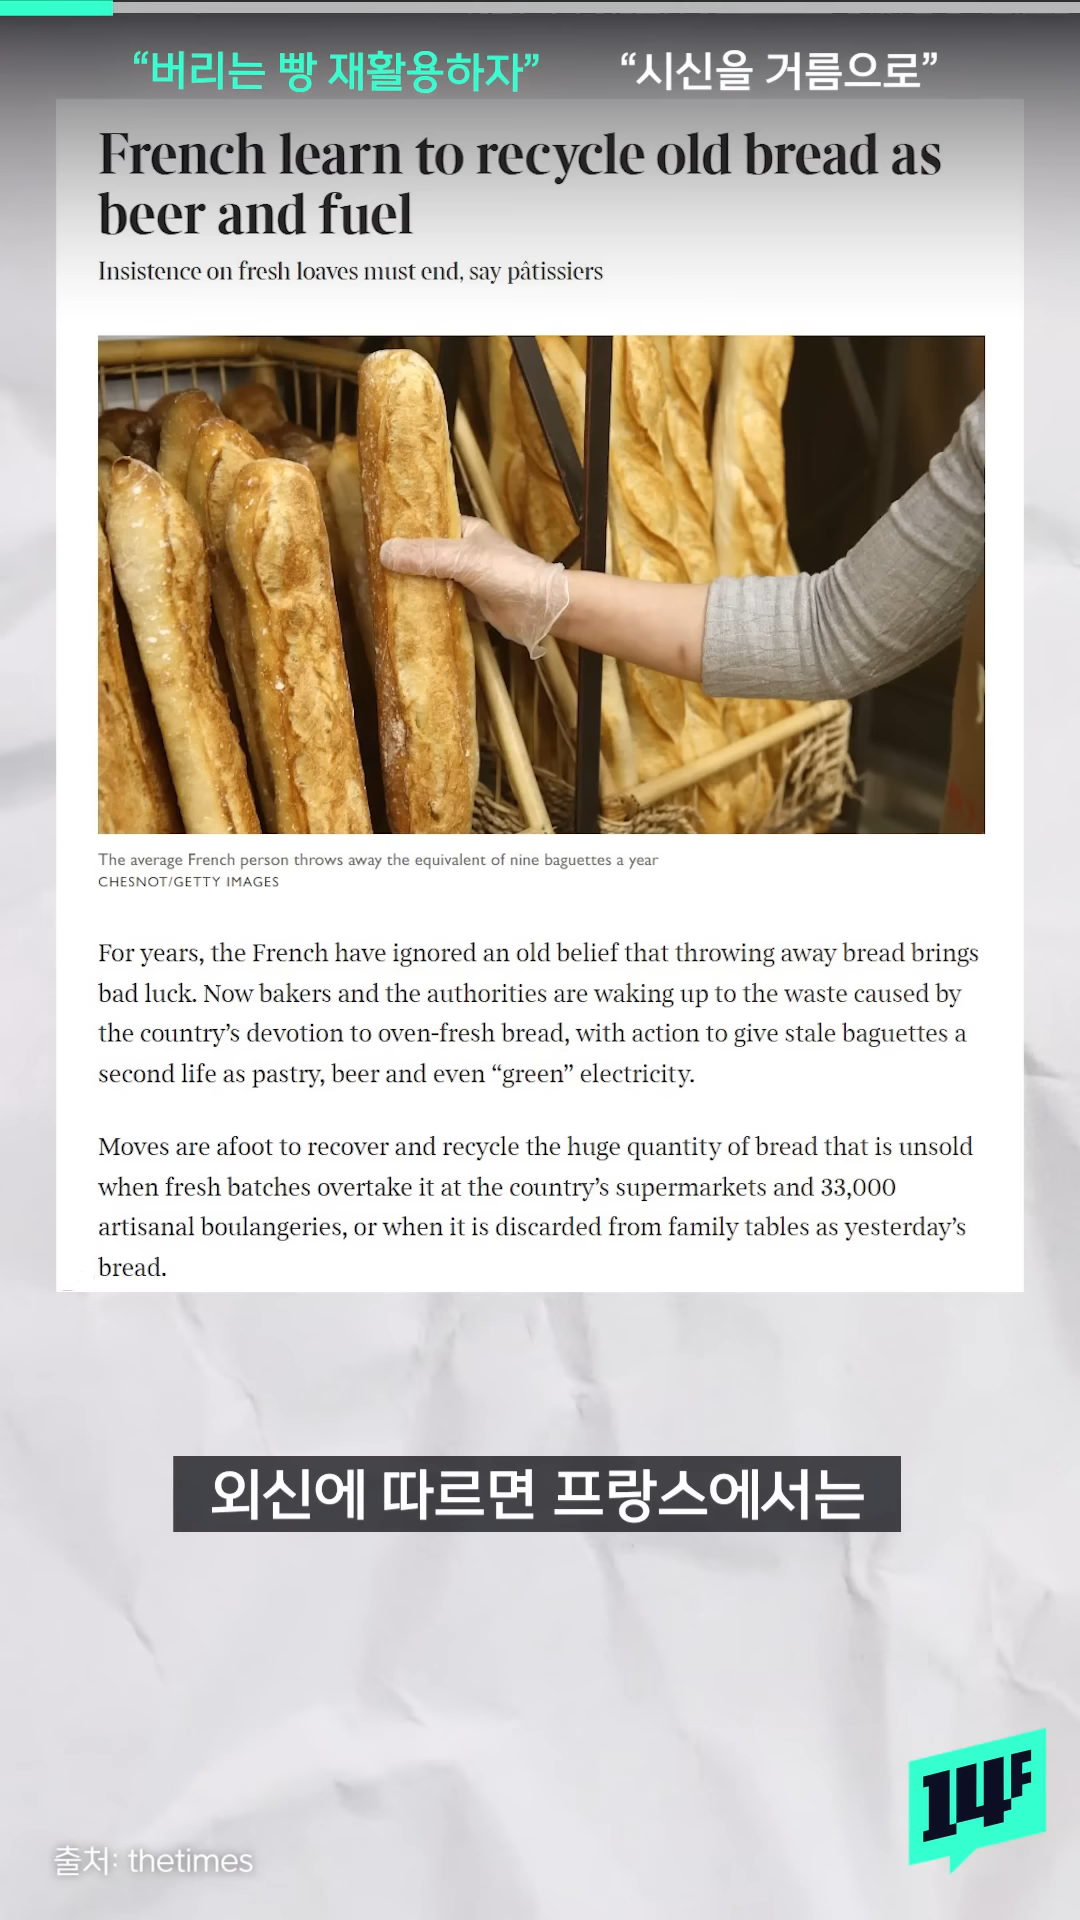 “버리는 빵 재활용하자” “시신을 거름으로”
French learn to recycle old bread as
beer and fuel
Insistence on fresh loaves must end, say pâtissiers
The average French person throws away the equivalent of nine baguettes a year
CHESNOT/GETTY IMAGES
For years, the French have ignored an old belief that throwing away bread brings
bad luck. Now bakers and the authorities are waking up to the waste caused by
the country’s devotion to oven-fresh bread, with action to give stale baguettes a
second life as pastry, beer and even “green” electricity.
Moves are afoot to recover and recycle the huge quantity of bread that is unsold
when fresh batches overtake it at the country’s supermarkets and 33,000
artisanal boulangeries, or when it is discarded from family tables as yesterday’s
bread.
외신에 따르면 프랑스에서는
14F
출처: thetimes